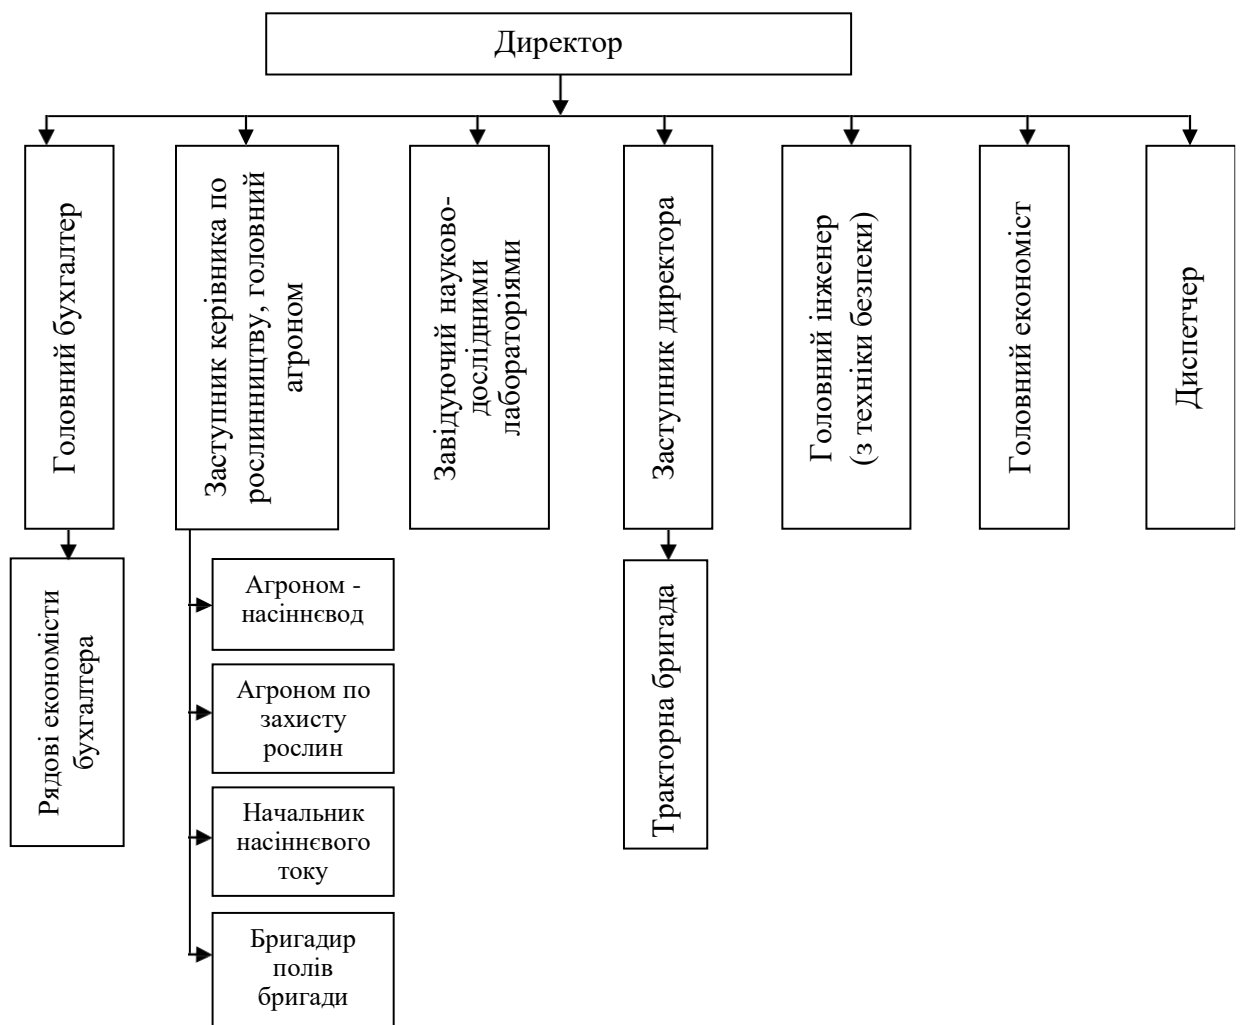 Директор
Головний бухгалтер
Заступник керівника по
рослинництву, головний
агроном
Завідуючий науково-
дослідними
лабораторіями
Заступник директора
Головний інженер
(з техніки безпеки)
Головний економіст
Диспетчер
Рядові економісти
бухгалтера
Агроном -
насіннєвод
Агроном по
захисту
рослин
Начальник
насіннєвого
току
Бригадир
полів
бригади
Тракторна бригада